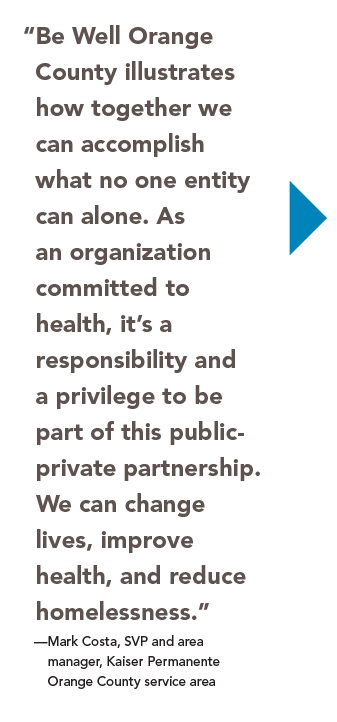 “Be Well Orange
County illustrates
how together we
can accomplish
what no one entity
can alone. As
an organization
committed to
health, it’s a
responsibility and
a privilege to be
part of this public-
private partnership.
We can change
lives, improve
health, and reduce
homelessness.”
—Mark Costa, SVP and area
manager, Kaiser Permanente
Orange County service area